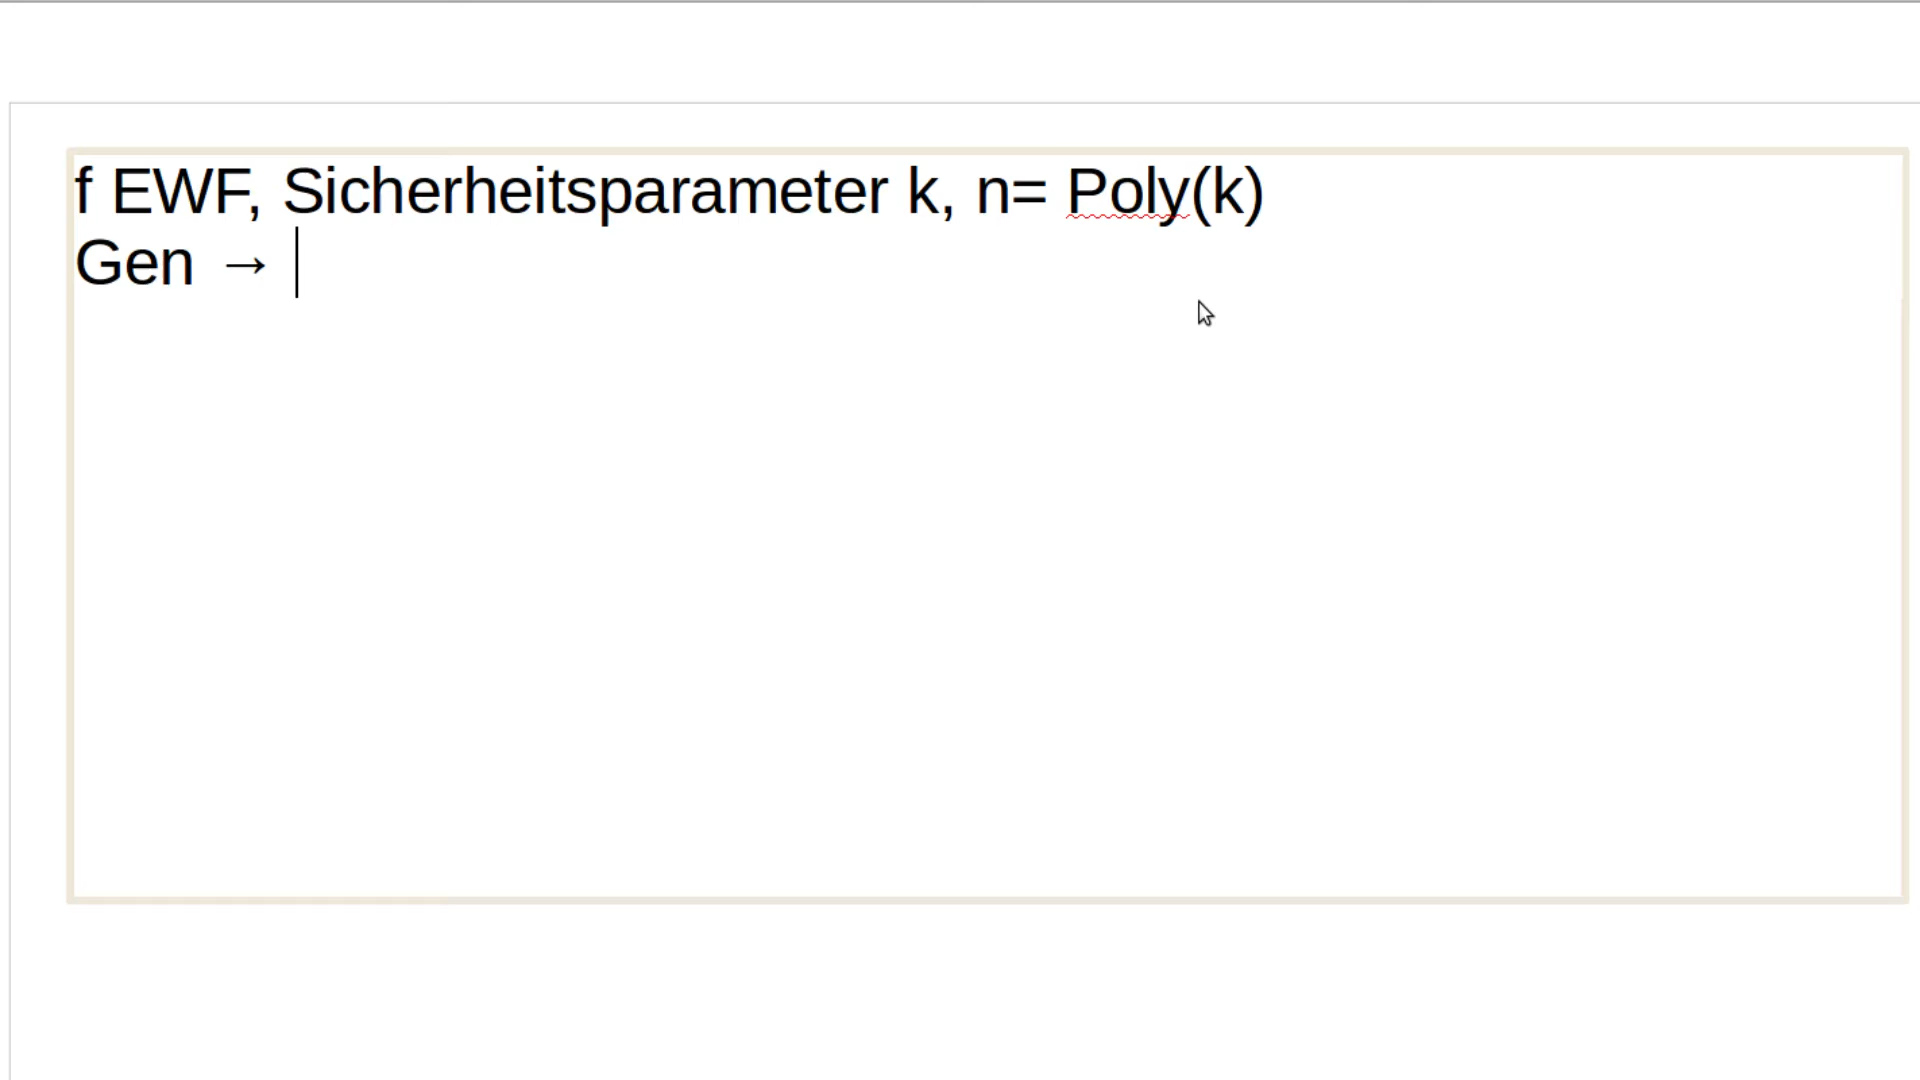 f EWF, Sicherheitsparameter k, n= Poly(k)
Gen →